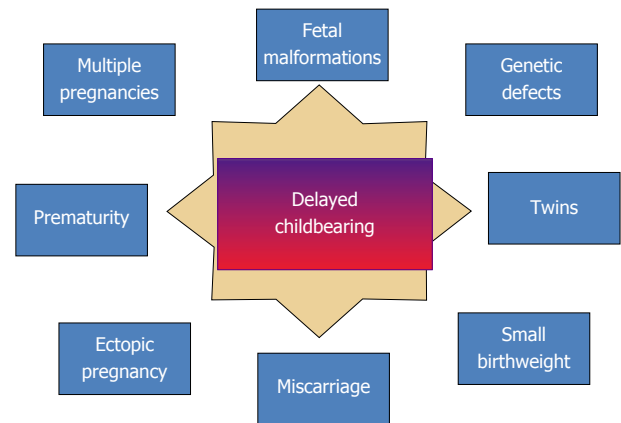 Fetal
malformations
Multiple
pregnancies
Genetic
defects
Prematurity
Delayed
childbearing
Twins
Ectopic
pregnancy
Miscarriage
Small
birthweight